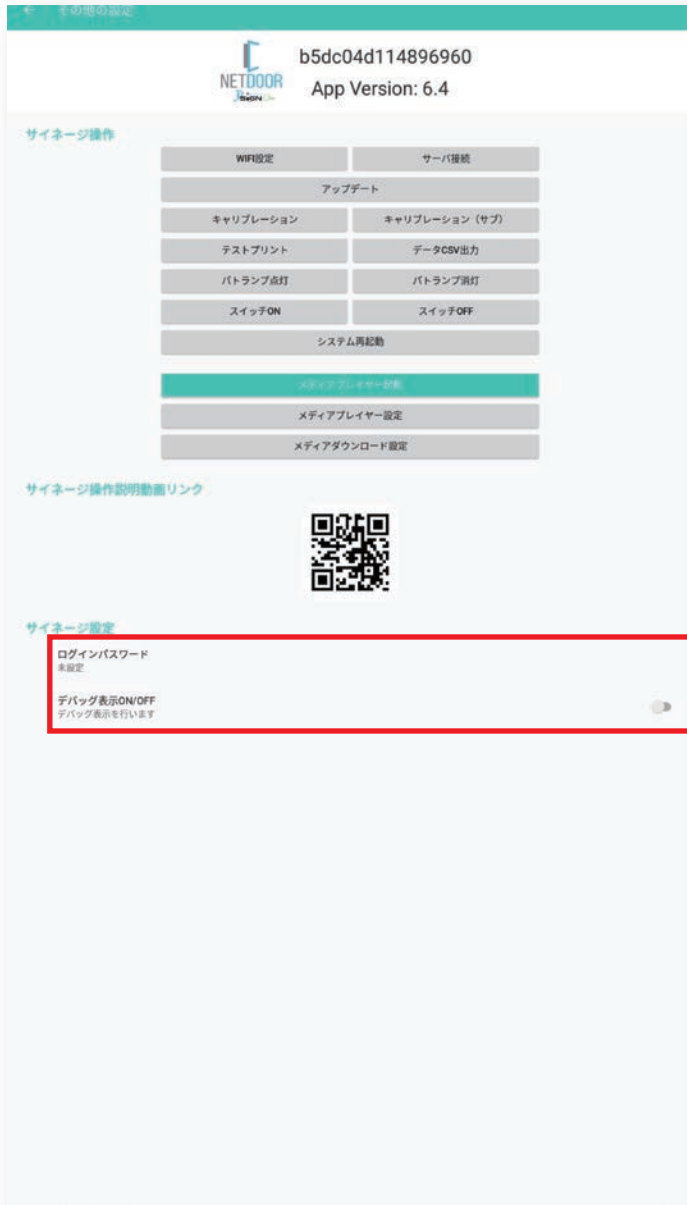 ← その他の設定
NETDOOR
SiGN
b5dc04d114896960
App Version: 6.4
サイネージ操作
WIFI設定 サーバ接続
アップデート
キャリブレーション キャリブレーション（サブ）
テストプリント データCSV出力
パトランプ点灯 パトランプ消灯
スイッチON スイッチOFF
システム再起動
メディアプレイヤー起動
メディアプレイヤー設定
メディアダウンロード設定
サイネージ操作説明動画リンク
サイネージ設定
ログインパスワード
未設定
デバッグ表示ON/OFF
デバッグ表示を行います